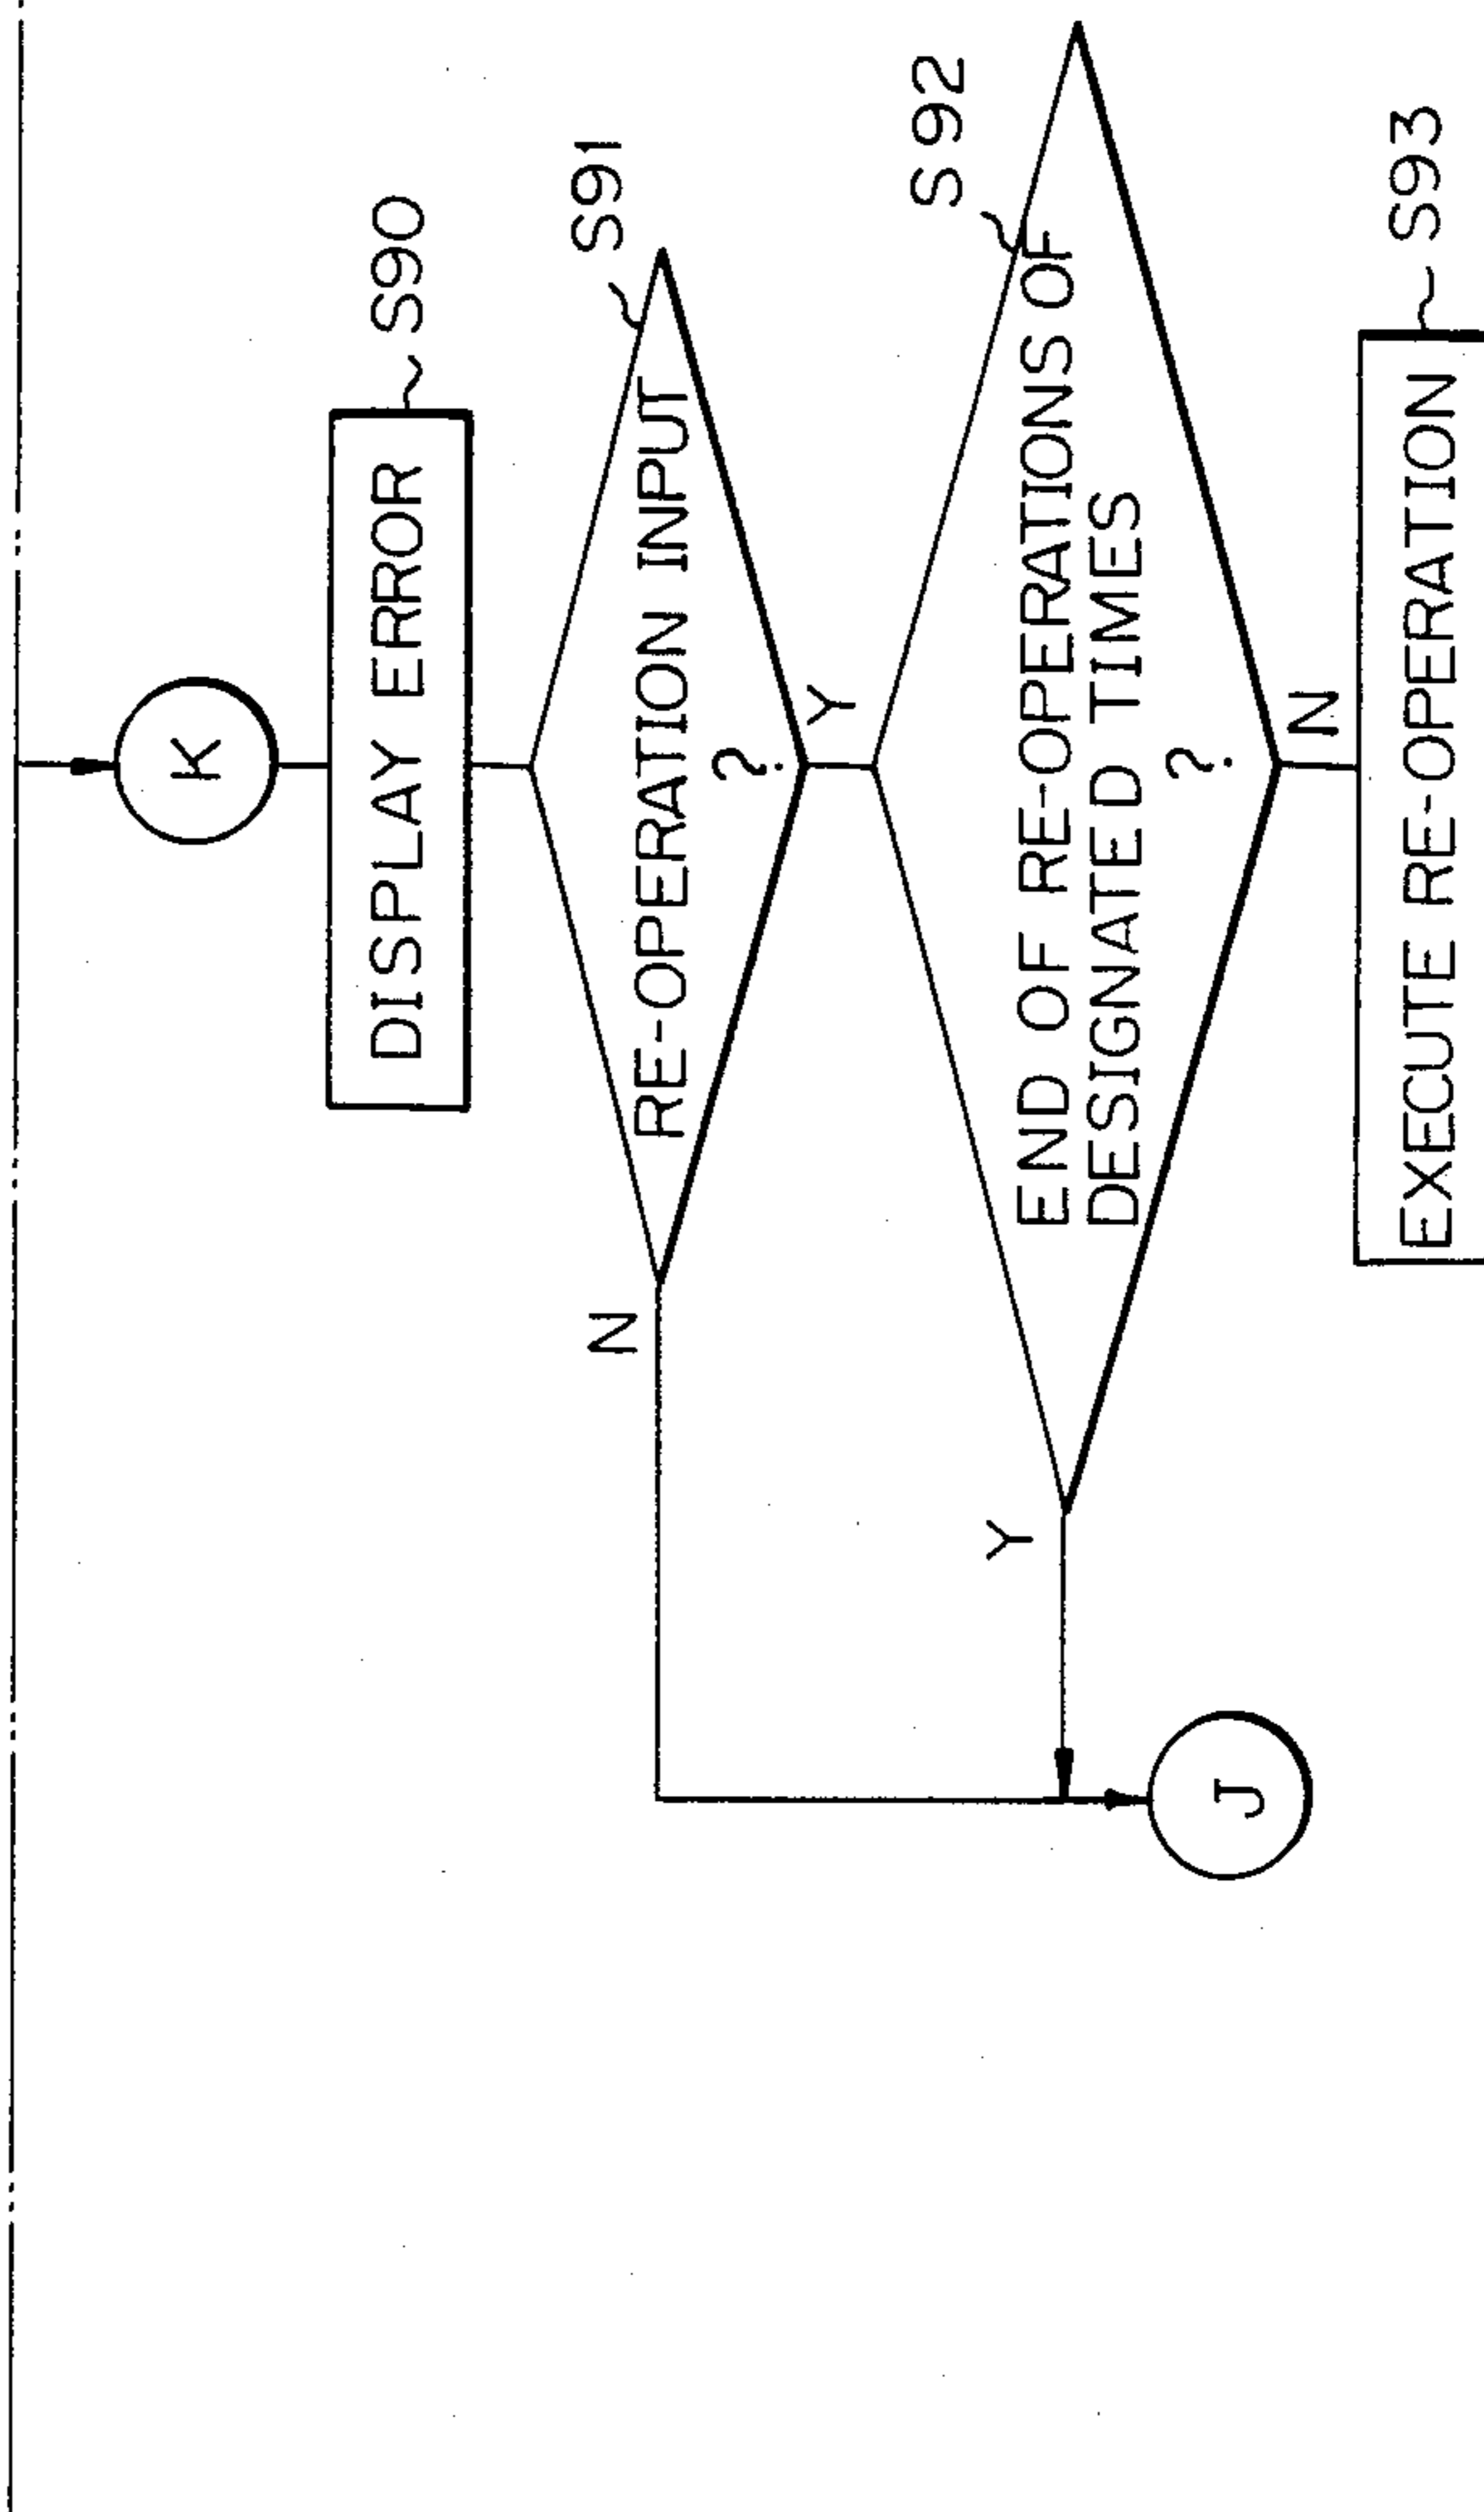 K
DISPLAY ERROR
S90
RE-OPERATION INPUT
?
S91
N
Y
END OF RE-OPERATIONS OF
DESIGNATED TIMES
?
S92
Y
N
J
EXECUTE RE-OPERATION
S93